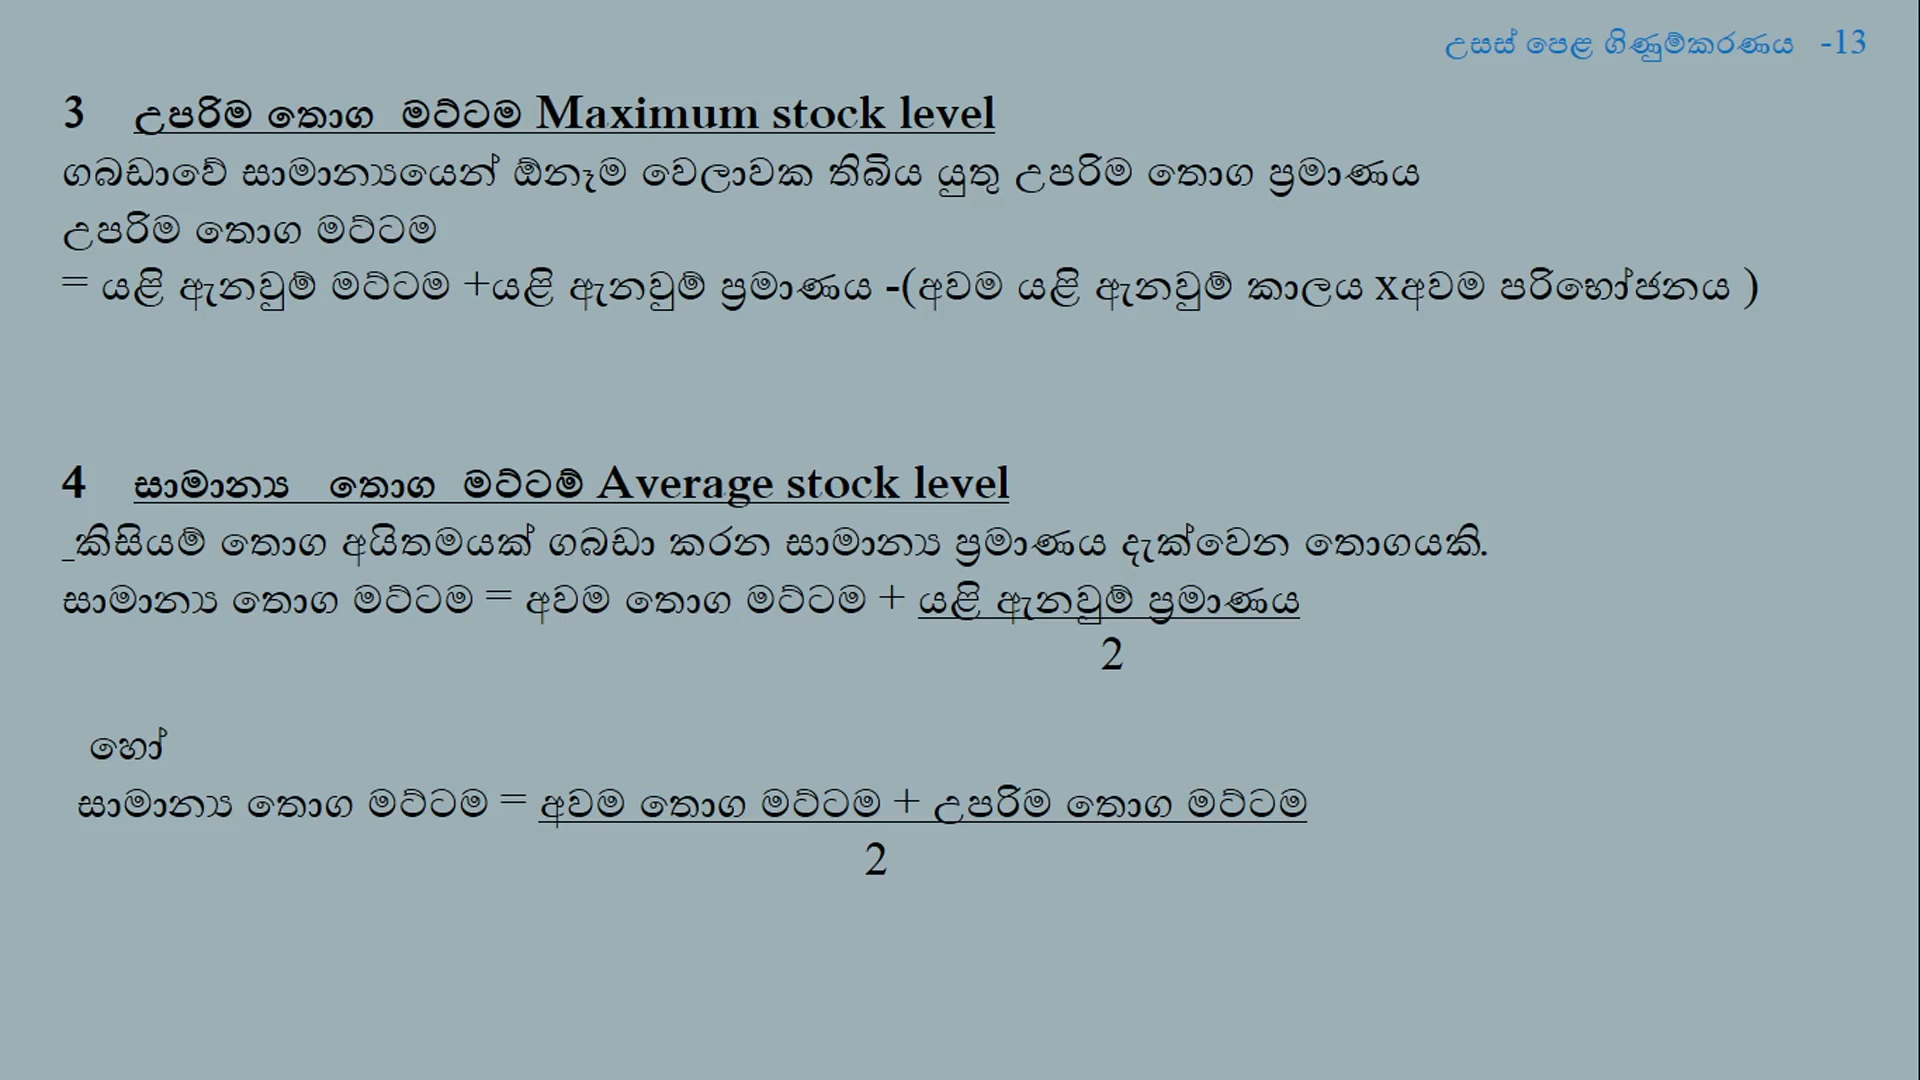 උසස් පෙළ ගිණුම්කරණය -13
3 උපරිම තොග මට්ටම Maximum stock level
ගබඩාවේ සාමාන්‍යයෙන් ඕනෑම වෙලාවක තිබිය යුතු උපරිම තොග ප්‍රමාණය
උපරිම තොග මට්ටම
= යළි ඇනවුම් මට්ටම +යළි ඇනවුම් ප්‍රමාණය -(අවම යළි ඇනවුම් කාලය xඅවම පරිභෝජනය )
4 සාමාන්‍ය තොග මට්ටම් Average stock level
_කිසියම් තොග අයිතමයක් ගබඩා කරන සාමාන්‍ය ප්‍රමාණය දැක්වෙන තොගයකි.
සාමාන්‍ය තොග මට්ටම = අවම තොග මට්ටම + යළි ඇනවුම් ප්‍රමාණය
2
හෝ
සාමාන්‍ය තොග මට්ටම = අවම තොග මට්ටම + උපරිම තොග මට්ටම
2